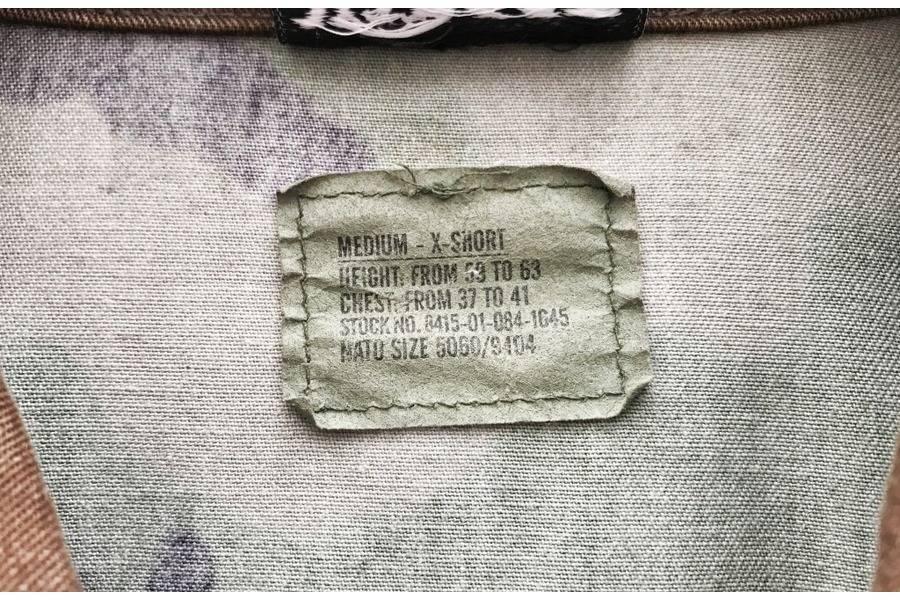 MEDIUM - X-SHORT
HEIGHT: FROM 59 TO 63
CHEST: FROM 37 TO 41
STOCK NO. 8415-01-084-1645
NATO SIZE 5060/9404